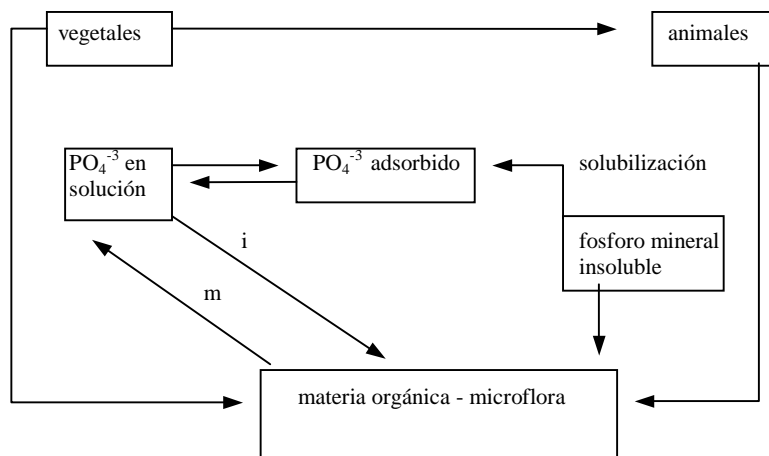 vegetales
animales
PO₄⁻³ en
solución
PO₄⁻³ adsorbido
solubilización
i
fosforo mineral
insoluble
m
materia orgánica - microflora